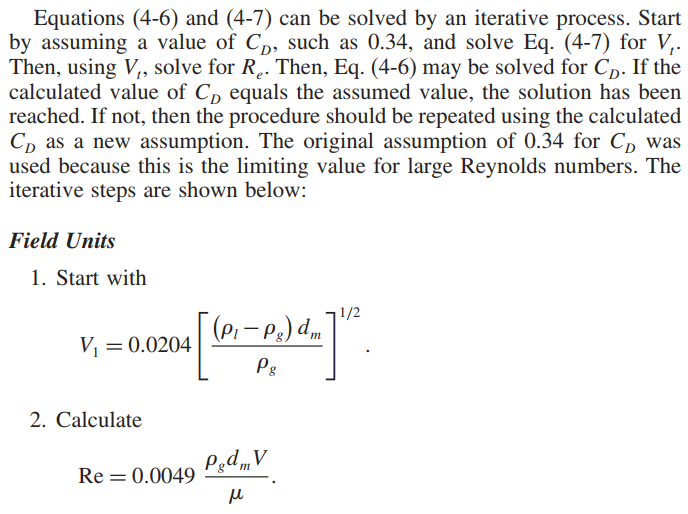 Equations (4-6) and (4-7) can be solved by an iterative process. Start
by assuming a value of C_D, such as 0.34, and solve Eq. (4-7) for V_t.
Then, using V_t, solve for R_e. Then, Eq. (4-6) may be solved for C_D. If the
calculated value of C_D equals the assumed value, the solution has been
reached. If not, then the procedure should be repeated using the calculated
C_D as a new assumption. The original assumption of 0.34 for C_D was
used because this is the limiting value for large Reynolds numbers. The
iterative steps are shown below:
Field Units
1. Start with
V_1 = 0.0204 [(ρ_l − ρ_g) d_m / ρ_g]^{1/2}.
2. Calculate
Re = 0.0049 ρ_g d_m V / μ.